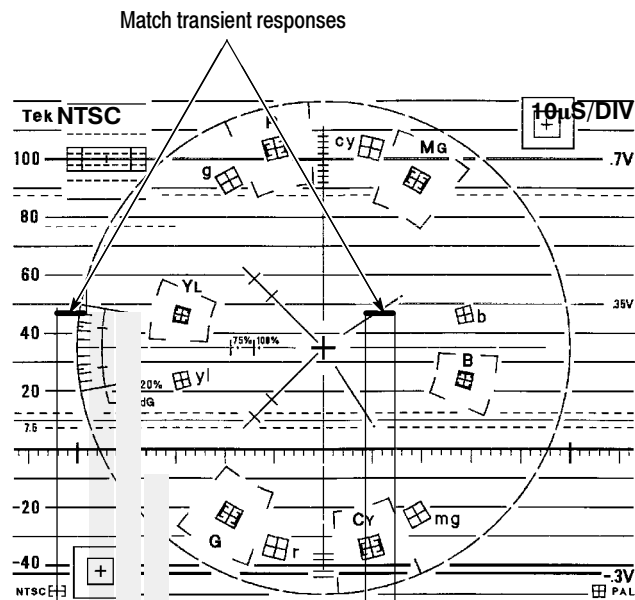 Match transient responses
Tek NTSC
10µS/DIV
cy
MG
100
.7V
g
80
60
YL
.35V
b
40
75% 100%
B
20
20%
yl
dG
7.5
-20
G
r
CY
mg
-40
-.3V
NTSC
PAL